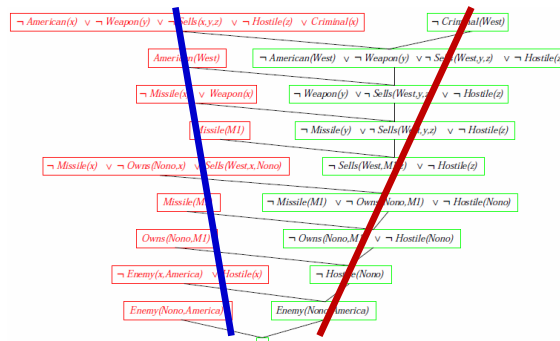 ¬ American(x) ∨ ¬ Weapon(y) ∨ ¬ Sells(x,y,z) ∨ ¬ Hostile(z) ∨ Criminal(x) ¬ Criminal(West)
American(West) ¬ American(West) ∨ ¬ Weapon(y) ∨ ¬ Sells(West,y,z) ∨ ¬ Hostile(z)
¬ Missile(x) ∨ Weapon(x) ¬ Weapon(y) ∨ ¬ Sells(West,y,z) ∨ ¬ Hostile(z)
Missile(M1) ¬ Missile(y) ∨ ¬ Sells(West,y,z) ∨ ¬ Hostile(z)
¬ Missile(x) ∨ ¬ Owns(Nono,x) ∨ Sells(West,x,Nono) ¬ Sells(West,M1,z) ∨ ¬ Hostile(z)
Missile(M1) ¬ Missile(M1) ∨ ¬ Owns(Nono,M1) ∨ ¬ Hostile(Nono)
Owns(Nono,M1) ¬ Owns(Nono,M1) ∨ ¬ Hostile(Nono)
¬ Enemy(x,America) ∨ Hostile(x) ¬ Hostile(Nono)
Enemy(Nono,America) Enemy(Nono,America)